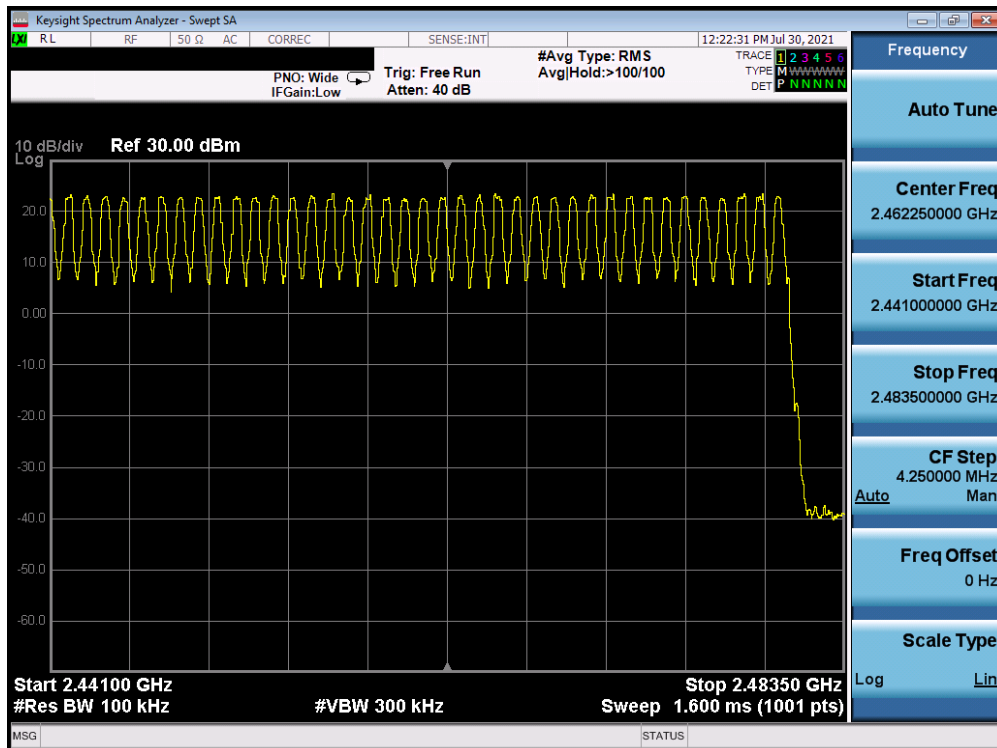 Keysight Spectrum Analyzer - Swept SA
LXI RL RF 50 Ω AC CORREC SENSE:INT 12:22:31 PM Jul 30, 2021
PNO: Wide
IFGain:Low
Trig: Free Run
Atten: 40 dB
#Avg Type: RMS
Avg|Hold:>100/100
TRACE 1 2 3 4 5 6
TYPE M WWWWW
DET P N N N N N
10 dB/div
Log
Ref 30.00 dBm
20.0
10.0
0.00
-10.0
-20.0
-30.0
-40.0
-50.0
-60.0
Start 2.44100 GHz
#Res BW 100 kHz
#VBW 300 kHz
Stop 2.48350 GHz
Sweep 1.600 ms (1001 pts)
MSG
STATUS
Frequency
Auto Tune
Center Freq
2.462250000 GHz
Start Freq
2.441000000 GHz
Stop Freq
2.483500000 GHz
CF Step
4.250000 MHz
Auto Man
Freq Offset
0 Hz
Scale Type
Log Lin